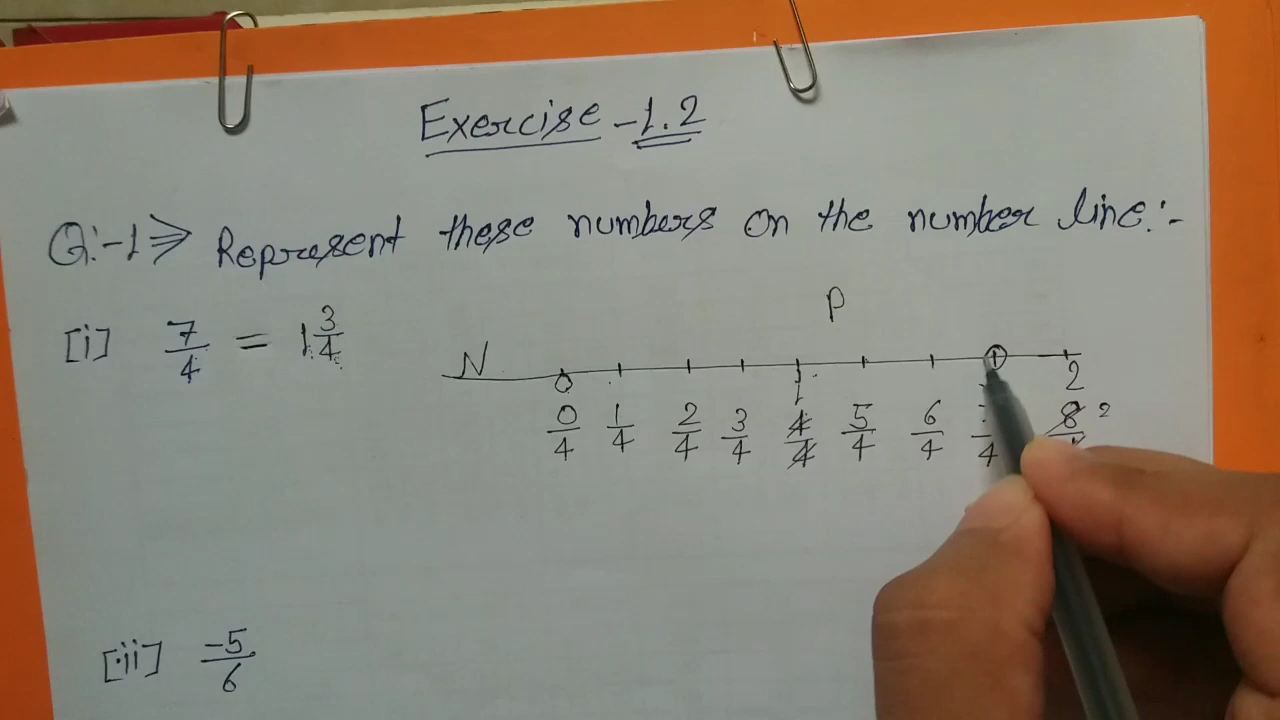 Exercise - 1.2
Q:-1⇒ Represent these numbers on the number line:-
[i] 7/4 = 1 3/4
P
N
0 1 2
0/4 1/4 2/4 3/4 4/4 5/4 6/4 /4 8/ 2
[ii] -5/6